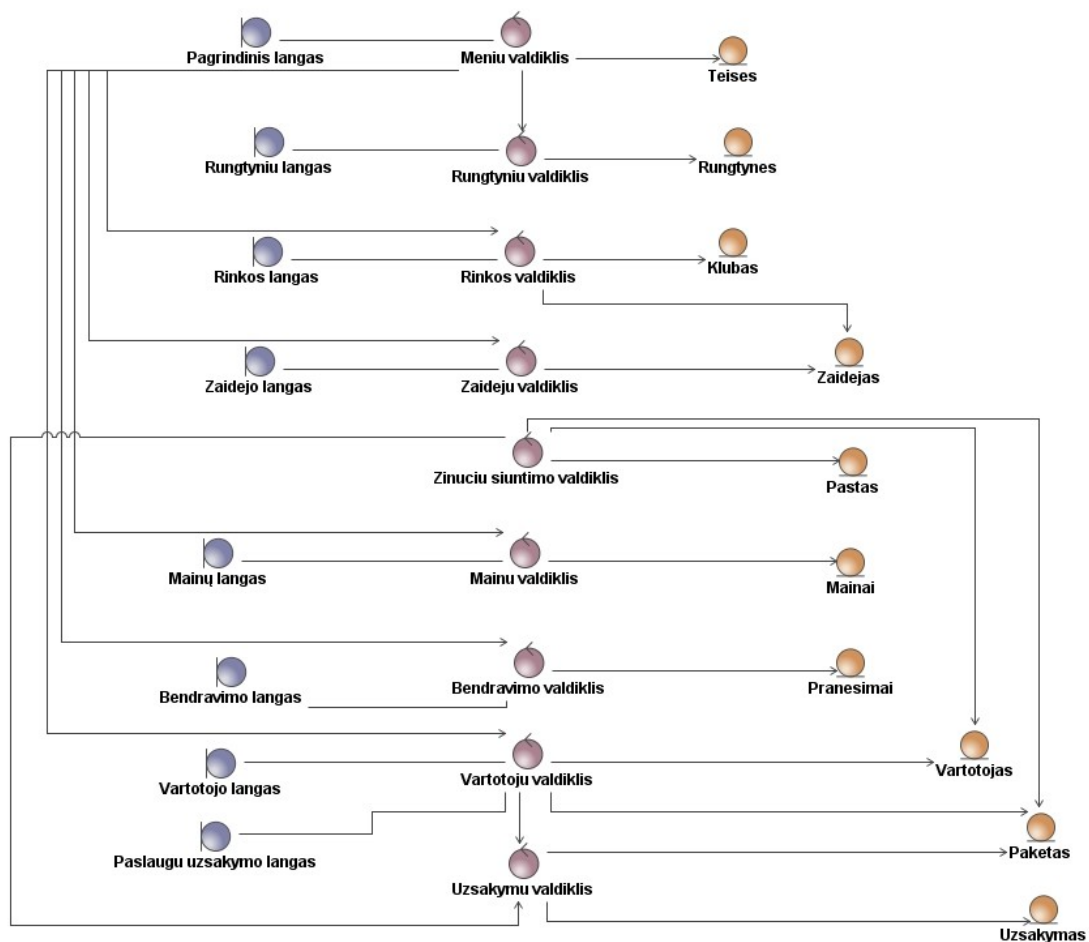 Pagrindinis langas
Meniu valdiklis
Teises
Rungtyniu langas
Rungtyniu valdiklis
Rungtynes
Rinkos langas
Rinkos valdiklis
Klubas
Zaidejo langas
Zaideju valdiklis
Zaidejas
Zinuciu siuntimo valdiklis
Pastas
Mainų langas
Mainu valdiklis
Mainai
Bendravimo langas
Bendravimo valdiklis
Pranesimai
Vartotojo langas
Vartotoju valdiklis
Vartotojas
Paslaugu uzsakymo langas
Uzsakymu valdiklis
Paketas
Uzsakymas